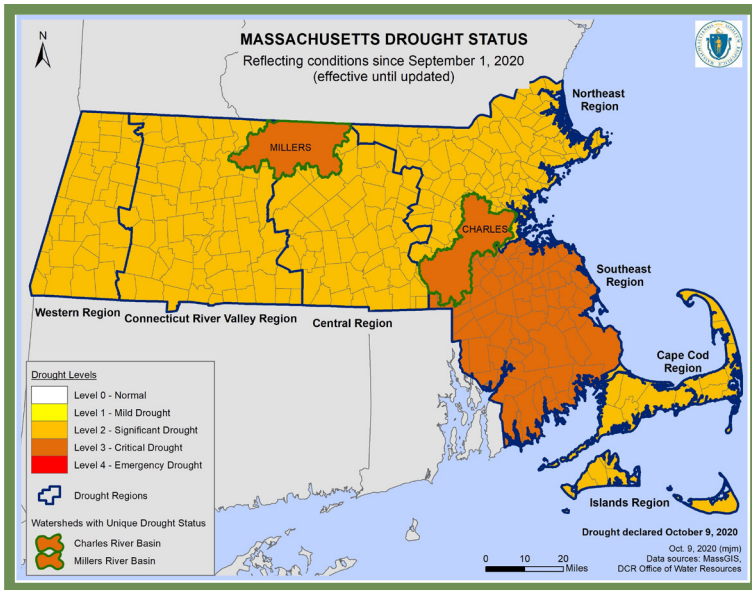 MASSACHUSETTS DROUGHT STATUS
Reflecting conditions since September 1, 2020
(effective until updated)
N
Northeast
Region
MILLERS
CHARLES
Southeast
Region
Western Region
Connecticut River Valley Region
Central Region
Cape Cod
Region
Islands Region
Drought Levels
Level 0 - Normal
Level 1 - Mild Drought
Level 2 - Significant Drought
Level 3 - Critical Drought
Level 4 - Emergency Drought
Drought Regions
Watersheds with Unique Drought Status
Charles River Basin
Millers River Basin
Drought declared October 9, 2020
Oct. 9, 2020 (mjm)
Data sources: MassGIS,
DCR Office of Water Resources
0 10 20
Miles